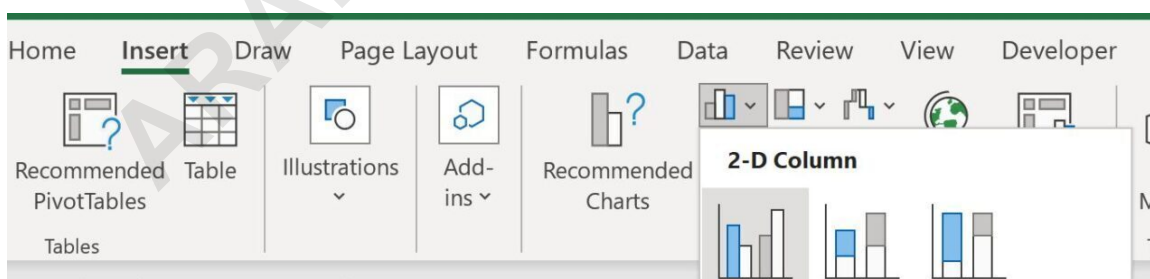 Home Insert Draw Page Layout Formulas Data Review View Developer
Recommended PivotTables
Table
Illustrations
Add-ins
Recommended Charts
2-D Column
Tables